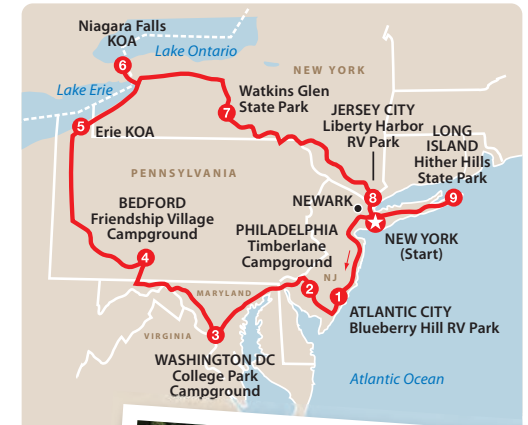 Niagara Falls
KOA
6
Lake Ontario
NEW YORK
Lake Erie
5
Erie KOA
Watkins Glen
State Park
7
JERSEY CITY
Liberty Harbor
RV Park
8
LONG
ISLAND
Hither Hills
State Park
9
PENNSYLVANIA
NEWARK
NEW YORK
(Start)
BEDFORD
Friendship Village
Campground
4
PHILADELPHIA
Timberlane
Campground
2
NJ
1
ATLANTIC CITY
Blueberry Hill RV Park
MARYLAND
VIRGINIA
3
WASHINGTON DC
College Park
Campground
Atlantic Ocean